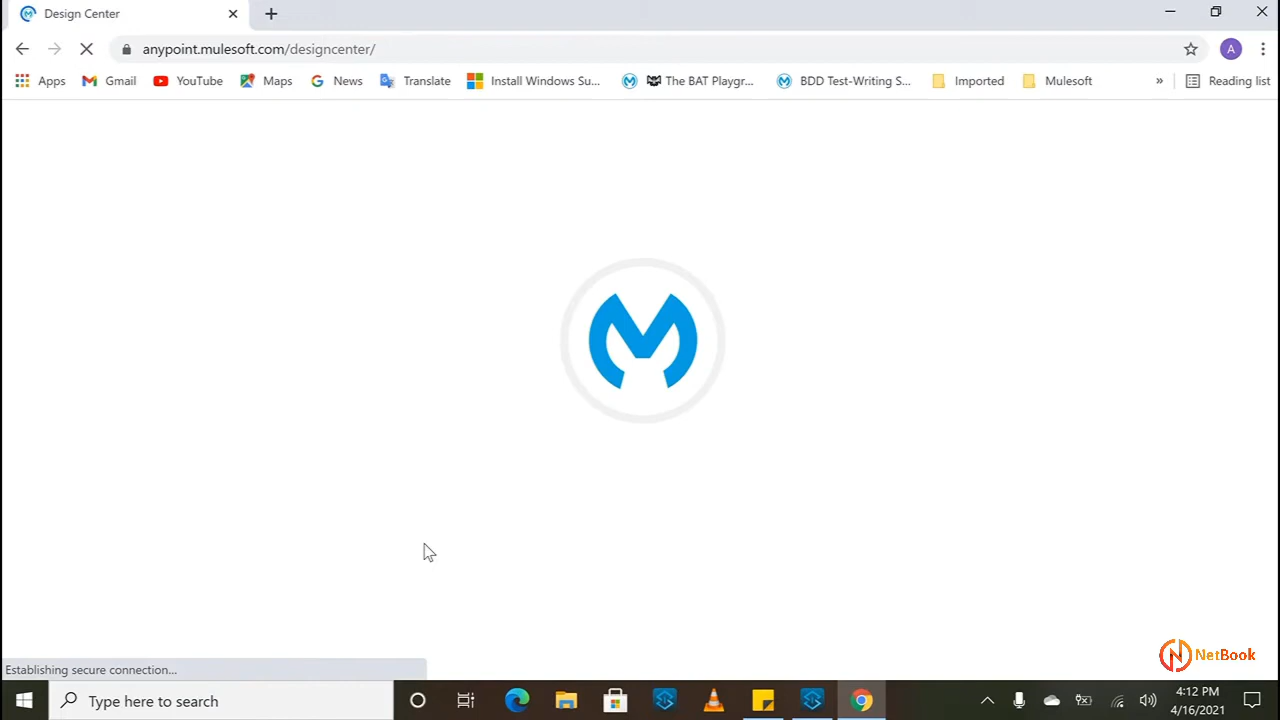 Design Center
anypoint.mulesoft.com/designcenter/
A
Apps Gmail YouTube Maps News Translate Install Windows Su... The BAT Playgr... BDD Test-Writing S... Imported Mulesoft » Reading list
Establishing secure connection...
NetBook
Type here to search
4:12 PM
4/16/2021